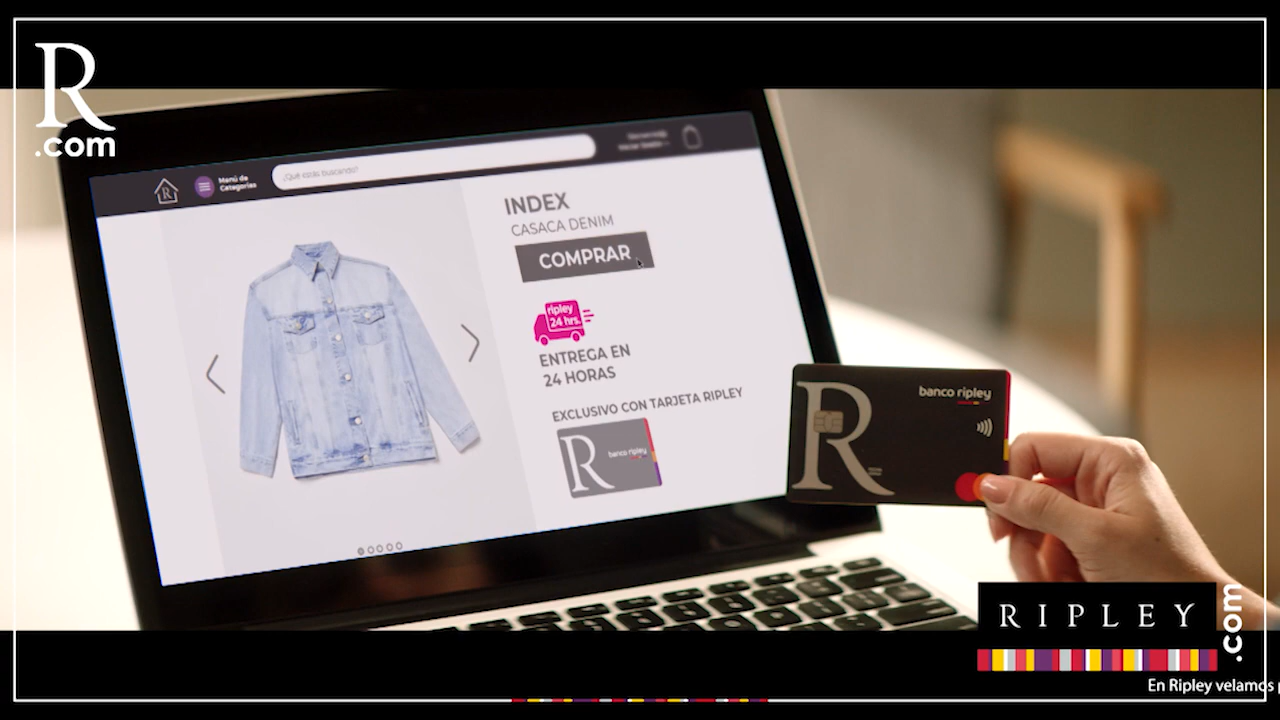 R
.com
R
Menú de
Categorías
¿Qué estás buscando?
INDEX
CASACA DENIM
COMPRAR
ripley
24 hrs.
ENTREGA EN
24 HORAS
EXCLUSIVO CON TARJETA RIPLEY
R
banco ripley
R
banco ripley
RIPLEY
.com
En Ripley velamos